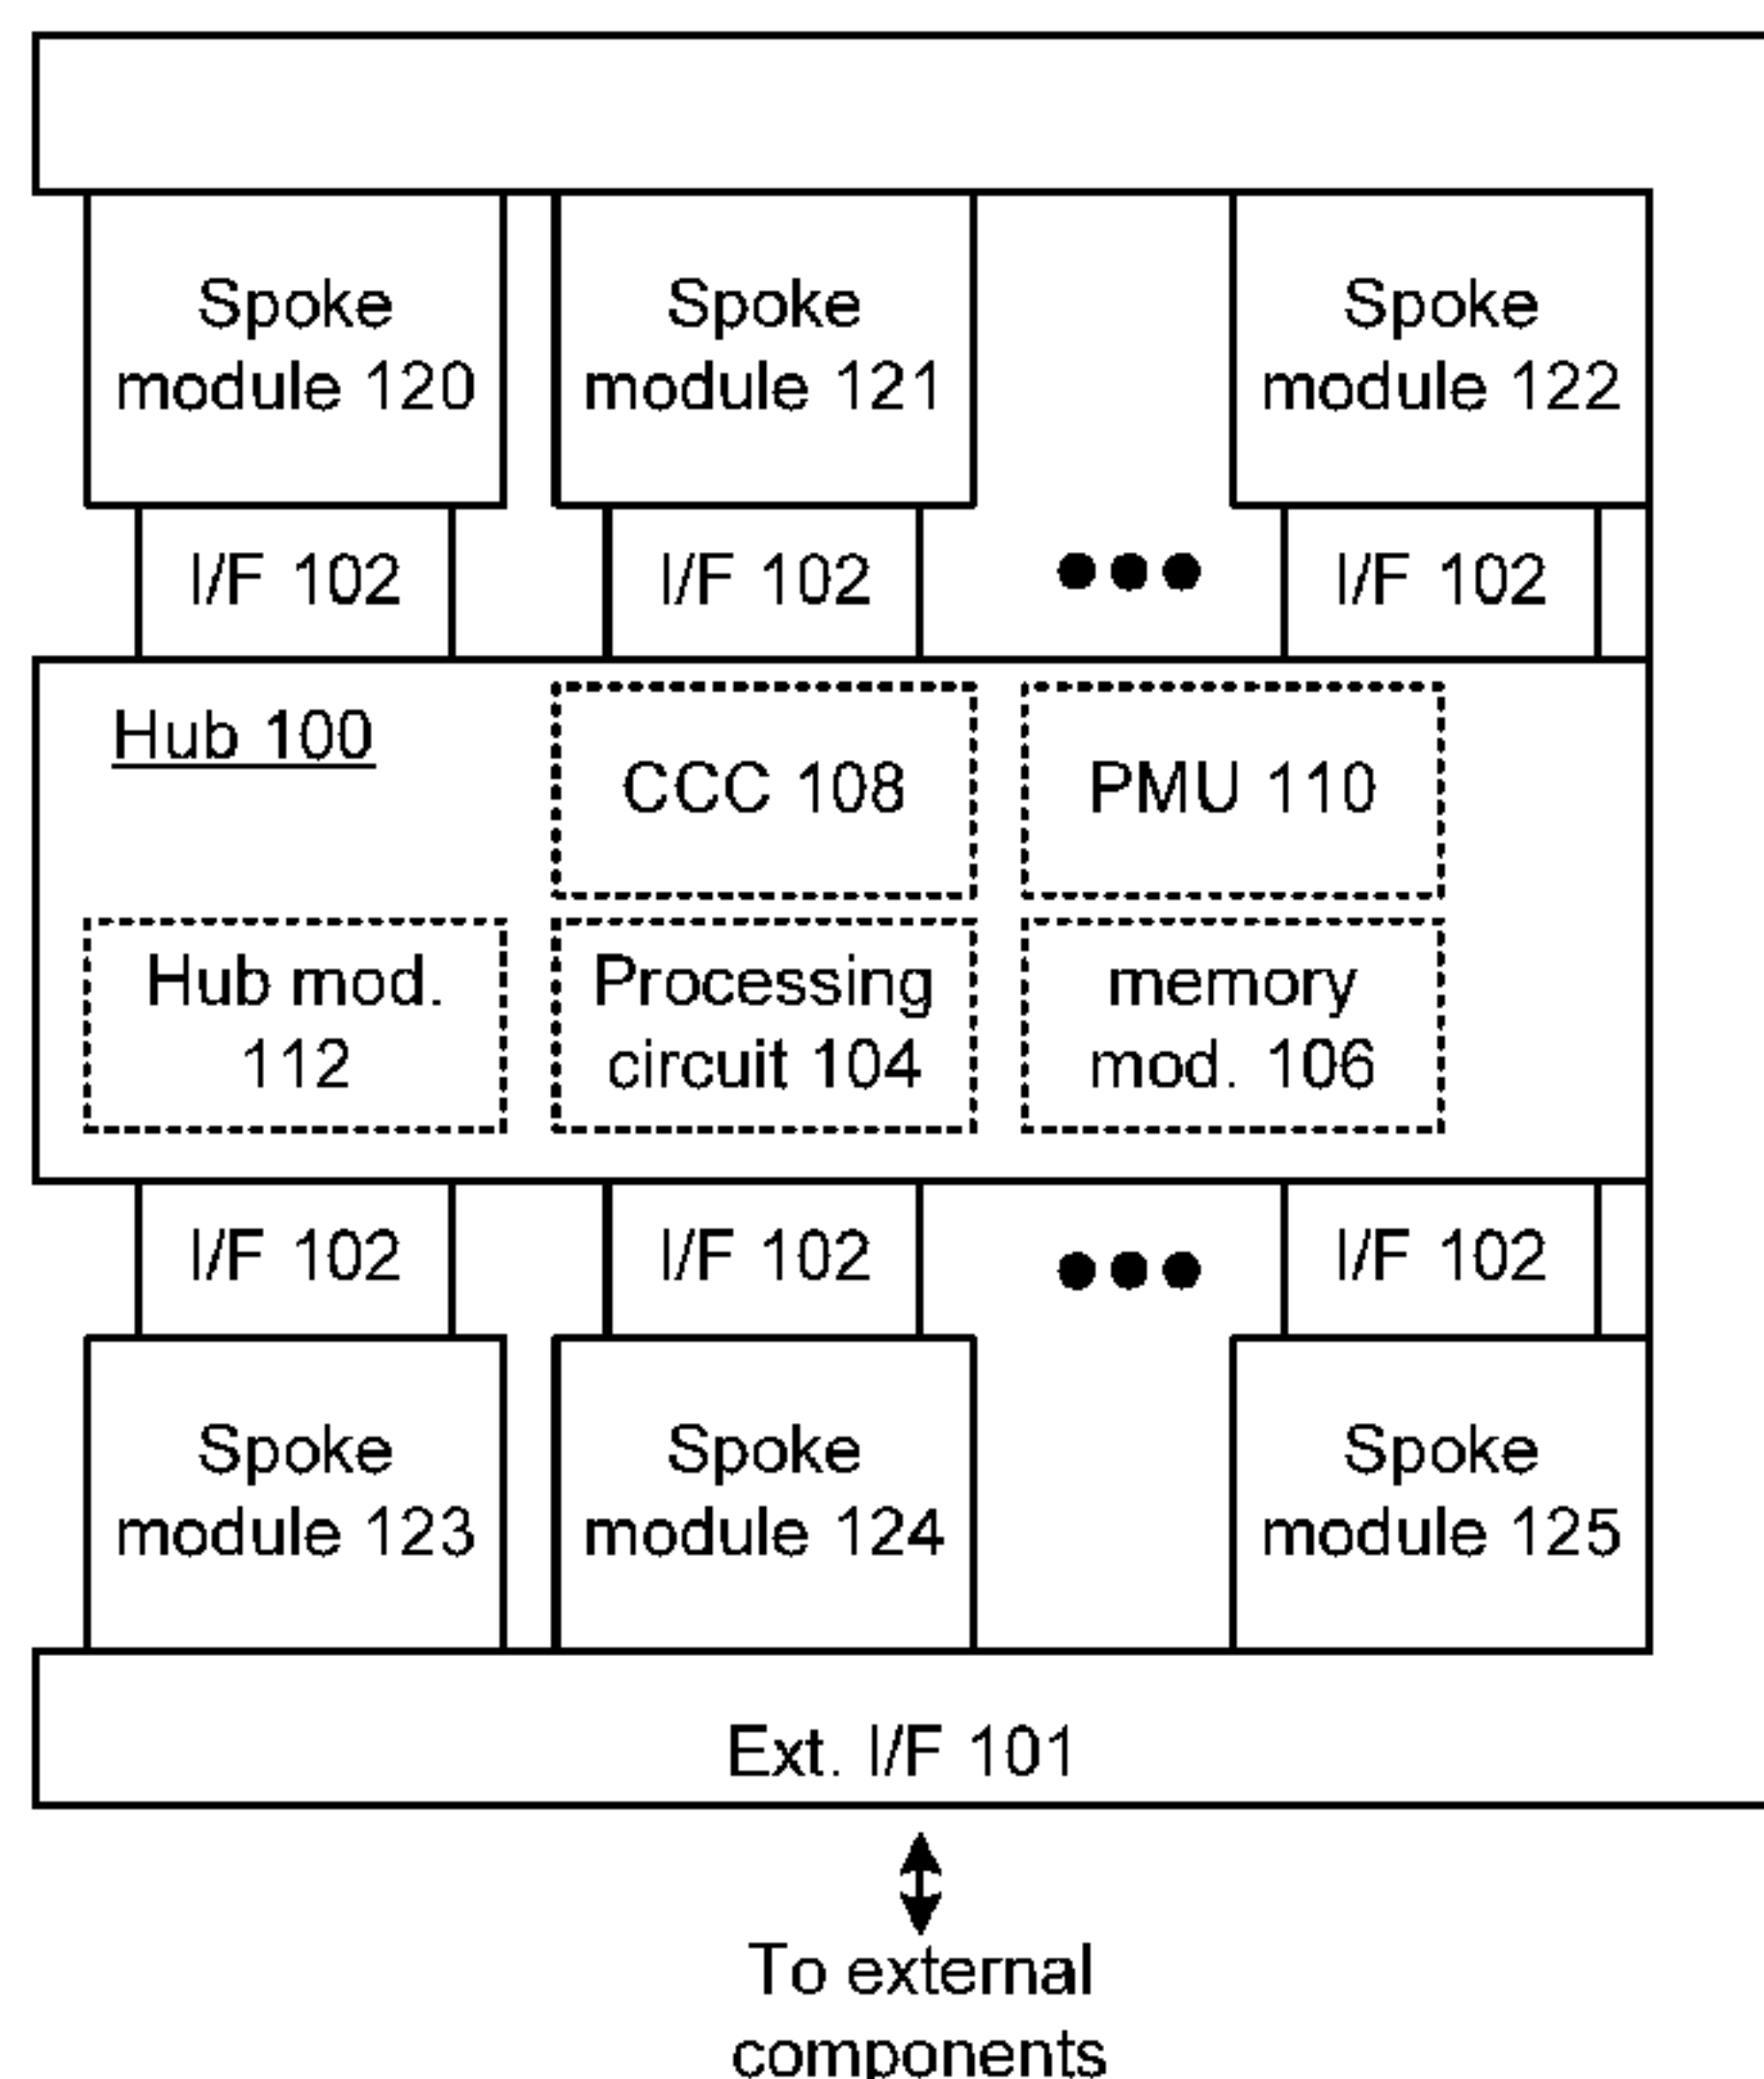 Spoke
module 120
Spoke
module 121
Spoke
module 122
I/F 102
I/F 102
I/F 102
Hub 100
CCC 108
PMU 110
Hub mod.
112
Processing
circuit 104
memory
mod. 106
I/F 102
I/F 102
I/F 102
Spoke
module 123
Spoke
module 124
Spoke
module 125
Ext. I/F 101
To external
components